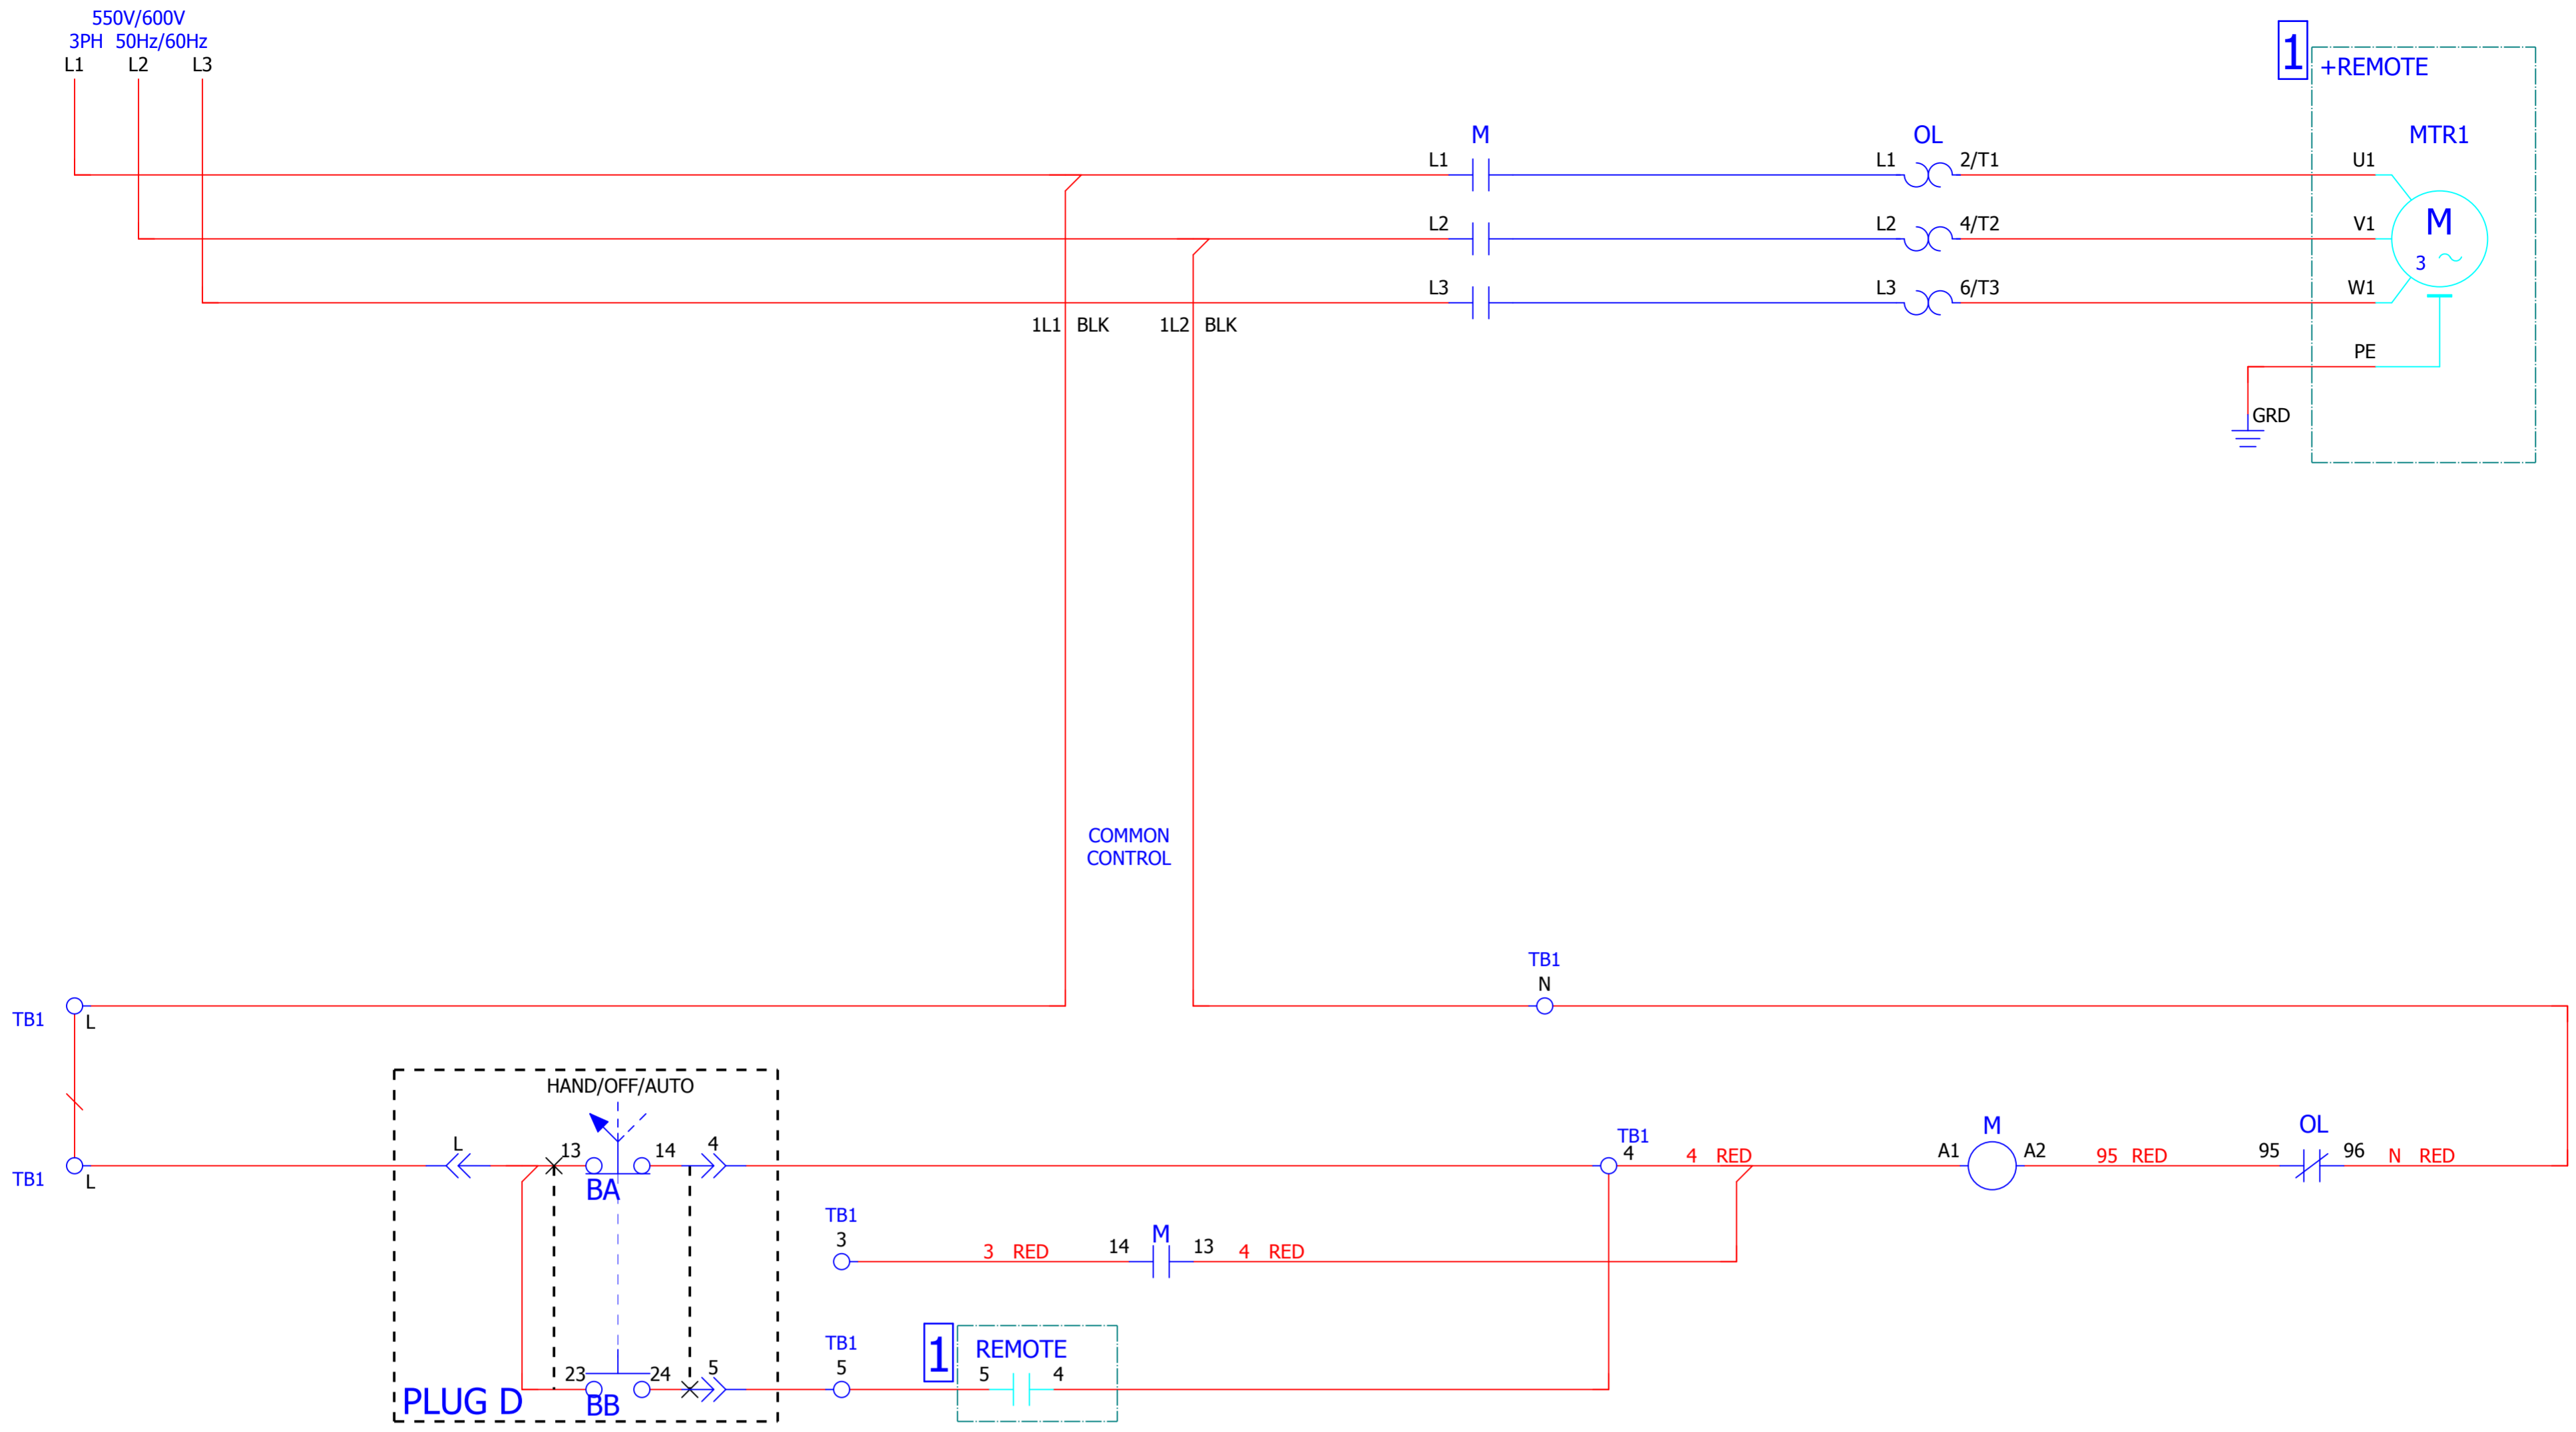 550V/600V
3PH 50Hz/60Hz
L1 L2 L3
1
+REMOTE
M OL MTR1
L1 L1 2/T1 U1
L2 L2 4/T2 V1
M
3
L3 L3 6/T3 W1
1L1 BLK 1L2 BLK
PE
GRD
COMMON
CONTROL
TB1
N
TB1 L
HAND/OFF/AUTO
L 13 14 4
TB1 L
BA
TB1
4
4 RED
M
A1 A2
95 RED
OL
95 96
N RED
TB1
3
3 RED
M
14 13
4 RED
TB1
5
1
REMOTE
5 4
23 24 5
PLUG D
BB